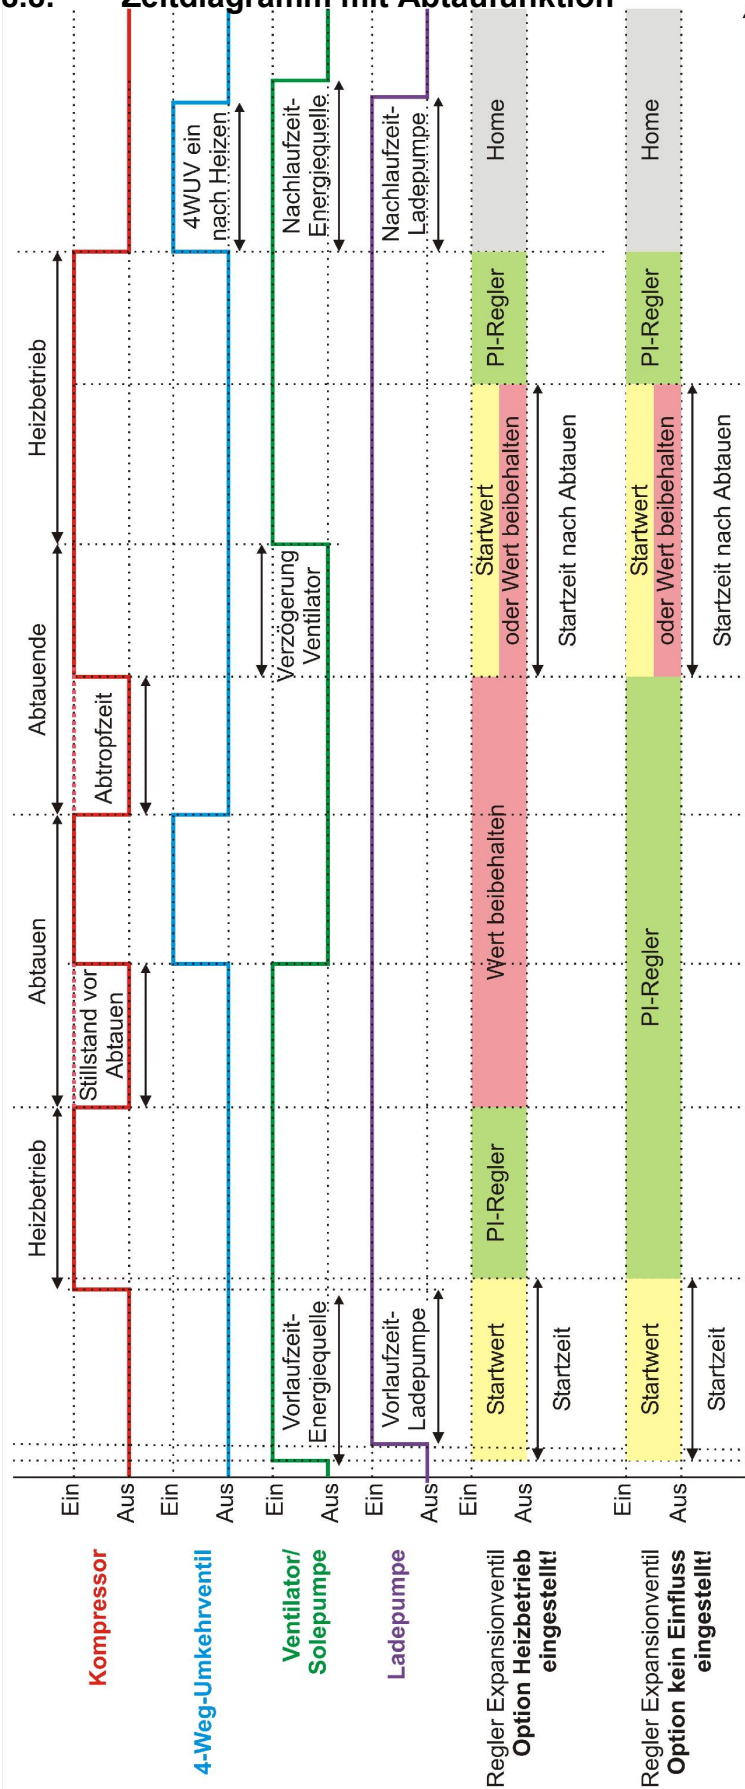 Zeitdiagramm mit Abtaufunktion
Heizbetrieb
Abtauen
Abtauende
Heizbetrieb
Kompressor
Ein
Aus
Stillstand vor
Abtauen
Abtropfzeit
4-Weg-Umkehrventil
Ein
Aus
4WUV ein
nach Heizen
Ventilator/
Solepumpe
Ein
Aus
Vorlaufzeit-
Energiequelle
Verzögerung
Ventilator
Nachlaufzeit-
Energiequelle
Ladepumpe
Ein
Aus
Vorlaufzeit-
Ladepumpe
Nachlaufzeit-
Ladepumpe
Regler Expansionventil
Option Heizbetrieb
eingestellt!
Ein
Aus
Startwert
PI-Regler
Wert beibehalten
Startwert
oder Wert beibehalten
PI-Regler
Home
Startzeit
Startzeit nach Abtauen
Regler Expansionventil
Option kein Einfluss
eingestellt!
Ein
Aus
Startwert
PI-Regler
Startwert
oder Wert beibehalten
PI-Regler
Home
Startzeit
Startzeit nach Abtauen